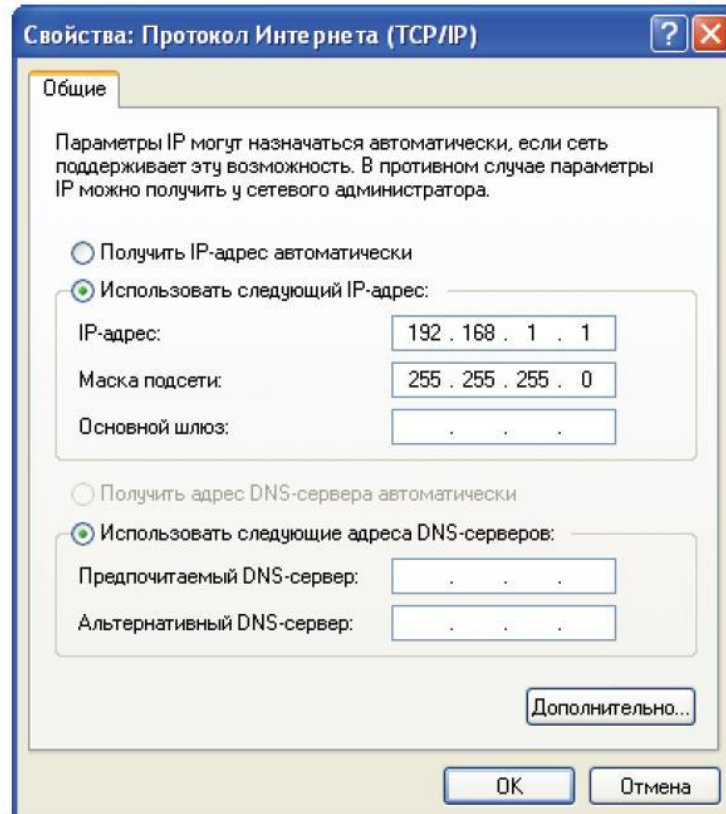 Свойства: Протокол Интернета (TCP/IP)
Общие
Параметры IP могут назначаться автоматически, если сеть
поддерживает эту возможность. В противном случае параметры
IP можно получить у сетевого администратора.
Получить IP-адрес автоматически
Использовать следующий IP-адрес:
IP-адрес: 192 . 168 . 1 . 1
Маска подсети: 255 . 255 . 255 . 0
Основной шлюз: . . .
Получить адрес DNS-сервера автоматически
Использовать следующие адреса DNS-серверов:
Предпочитаемый DNS-сервер: . . .
Альтернативный DNS-сервер: . . .
Дополнительно...
OK Отмена